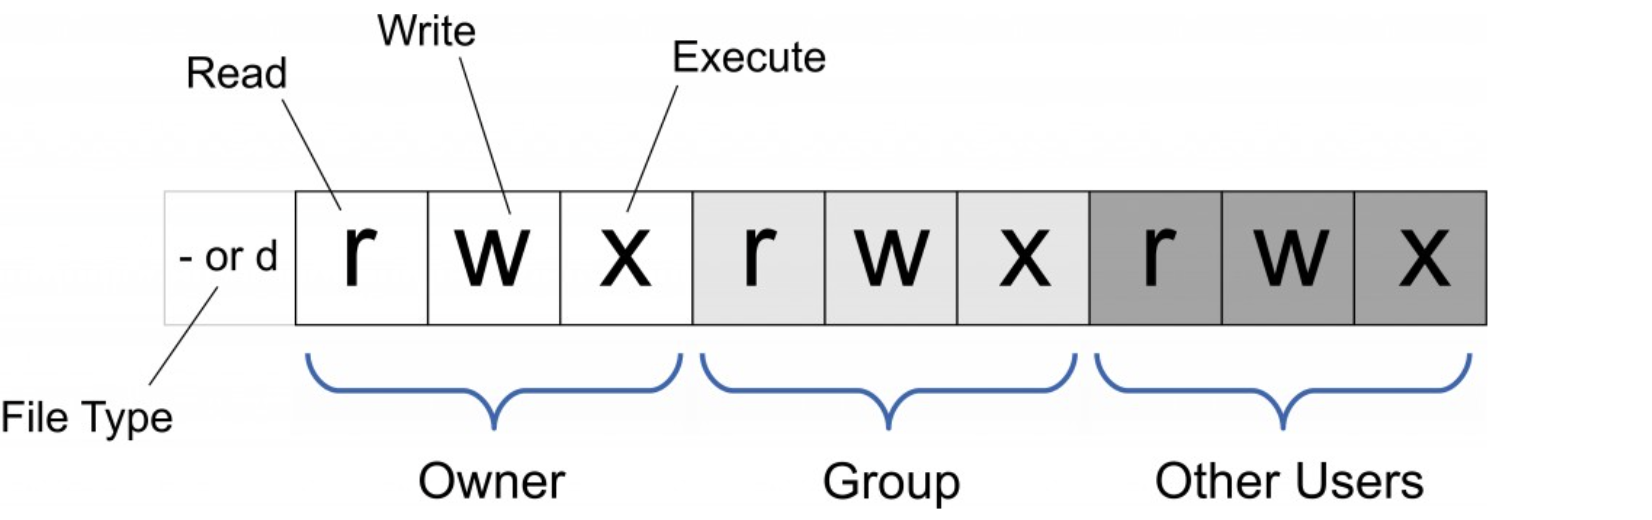 Write
Execute
Read
- or d r w x r w x r w x
File Type
Owner Group Other Users